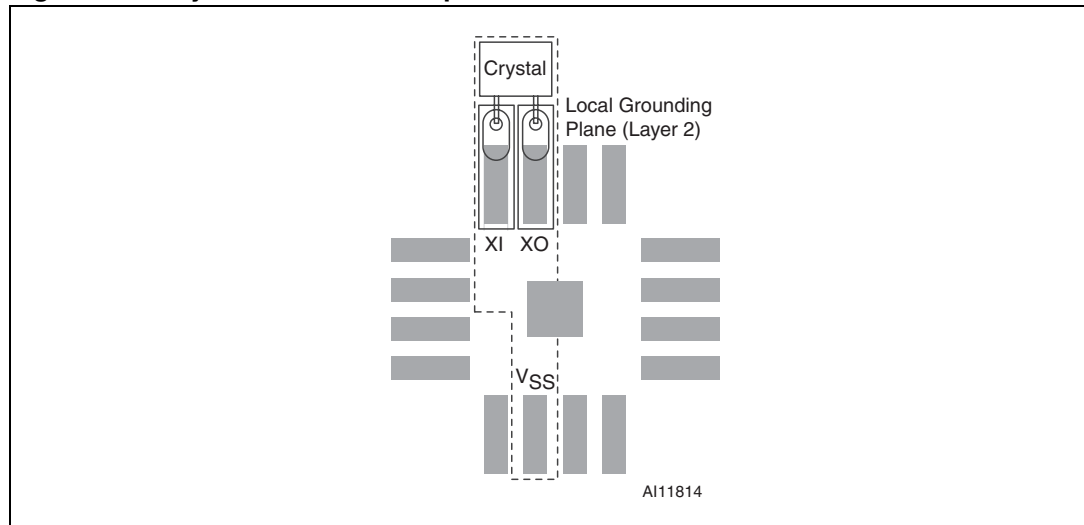 Crystal
Local Grounding
Plane (Layer 2)
XI XO
VSS
AI11814